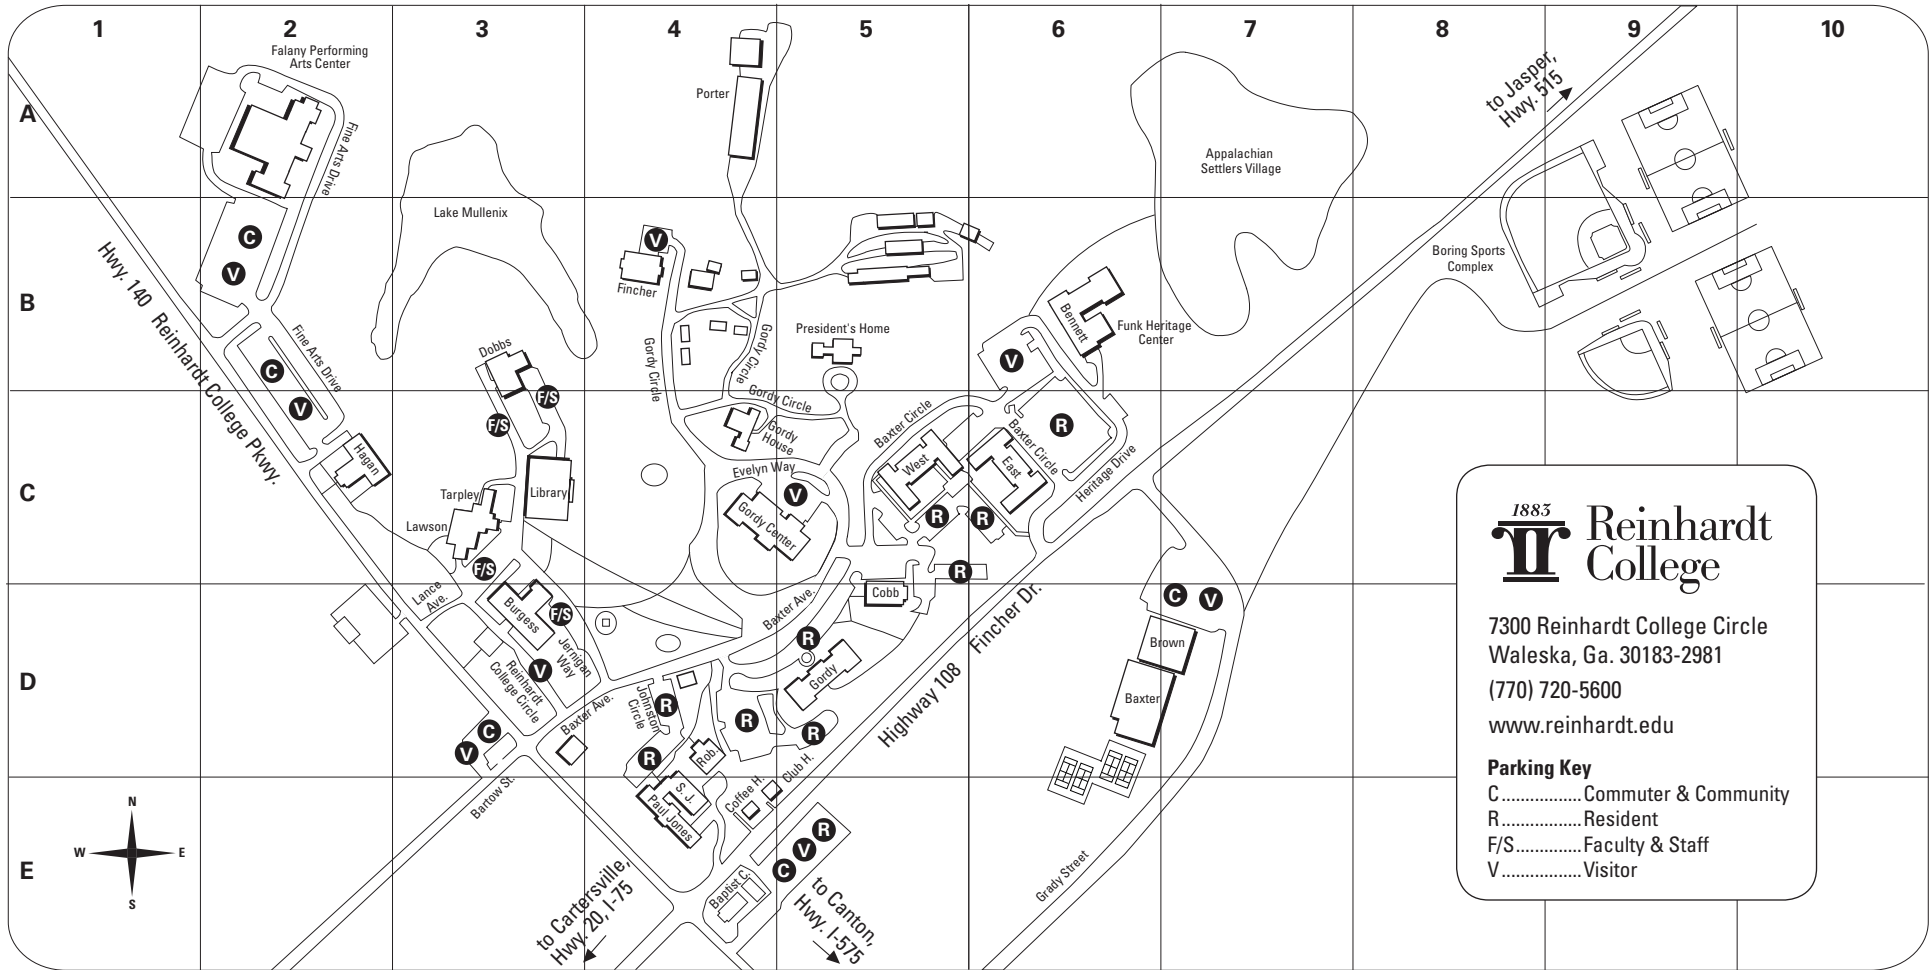 1
2
3
4
5
6
7
8
9
10
A
B
C
D
E
Falany Performing
Arts Center
Fine Arts Drive
Porter
to Jasper,
Hwy. 515
Appalachian
Settlers Village
Lake Mullenix
C
V
Hwy. 140 Reinhardt College Pkwy.
V
Fincher
Gordy Circle
Gordy Circle
Gordy Circle
President's Home
Bennett
Funk Heritage
Center
Boring Sports
Complex
V
Fine Arts Drive
C
V
Dobbs
F/S
F/S
Hagan
Gordy
House
Evelyn Way
V
Gordy Center
Baxter Circle
West
Baxter Circle
East
R
Heritage Drive
R
R
R
Tarpley
Library
Lawson
F/S
Lance
Ave.
Burgess
F/S
Jernigan
Way
V
Reinhardt
College Circle
Baxter Ave.
Cobb
R
Gordy
Highway 108 Fincher Dr.
C
V
Brown
Baxter
C
V
Baxter Ave.
Johnston
Circle
R
R
R
R
Rob.
Bartow St.
S. J.
Paul Jones
Coffee H.
Club H.
R
V
C
Baptist C.
Grady Street
to Cartersville,
Hwy. 20, I-75
to Canton,
Hwy. I-575
N
W
E
S
1883
Reinhardt
College
7300 Reinhardt College Circle
Waleska, Ga. 30183-2981
(770) 720-5600
www.reinhardt.edu
Parking Key
C.................Commuter & Community
R.................Resident
F/S..............Faculty & Staff
V.................Visitor